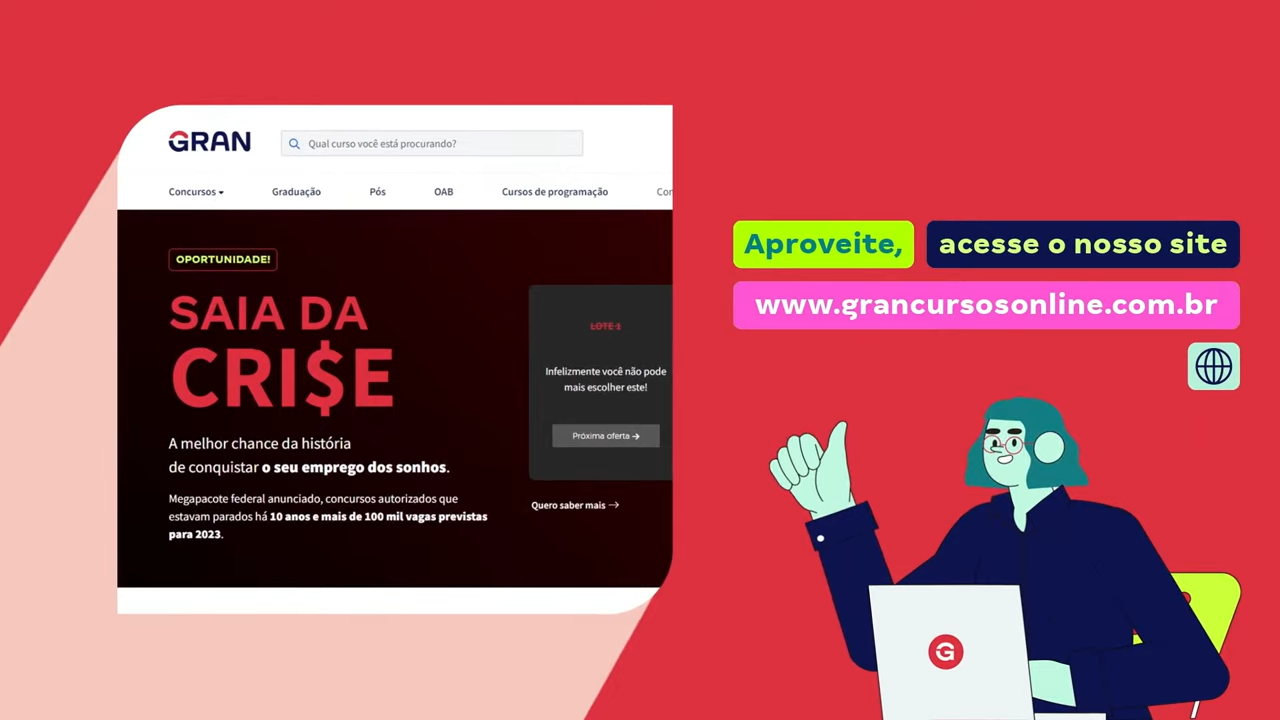 GRAN
Qual curso você está procurando?
Concursos
Graduação
Pós
OAB
Cursos de programação
OPORTUNIDADE!
SAIA DA
CRI$E
A melhor chance da história
de conquistar o seu emprego dos sonhos.
Megapacote federal anunciado, concursos autorizados que
estavam parados há 10 anos e mais de 100 mil vagas previstas
para 2023.
LOTE 1
Infelizmente você não pode
mais escolher este!
Próxima oferta →
Quero saber mais →
Aproveite, acesse o nosso site
www.grancursosonline.com.br
G